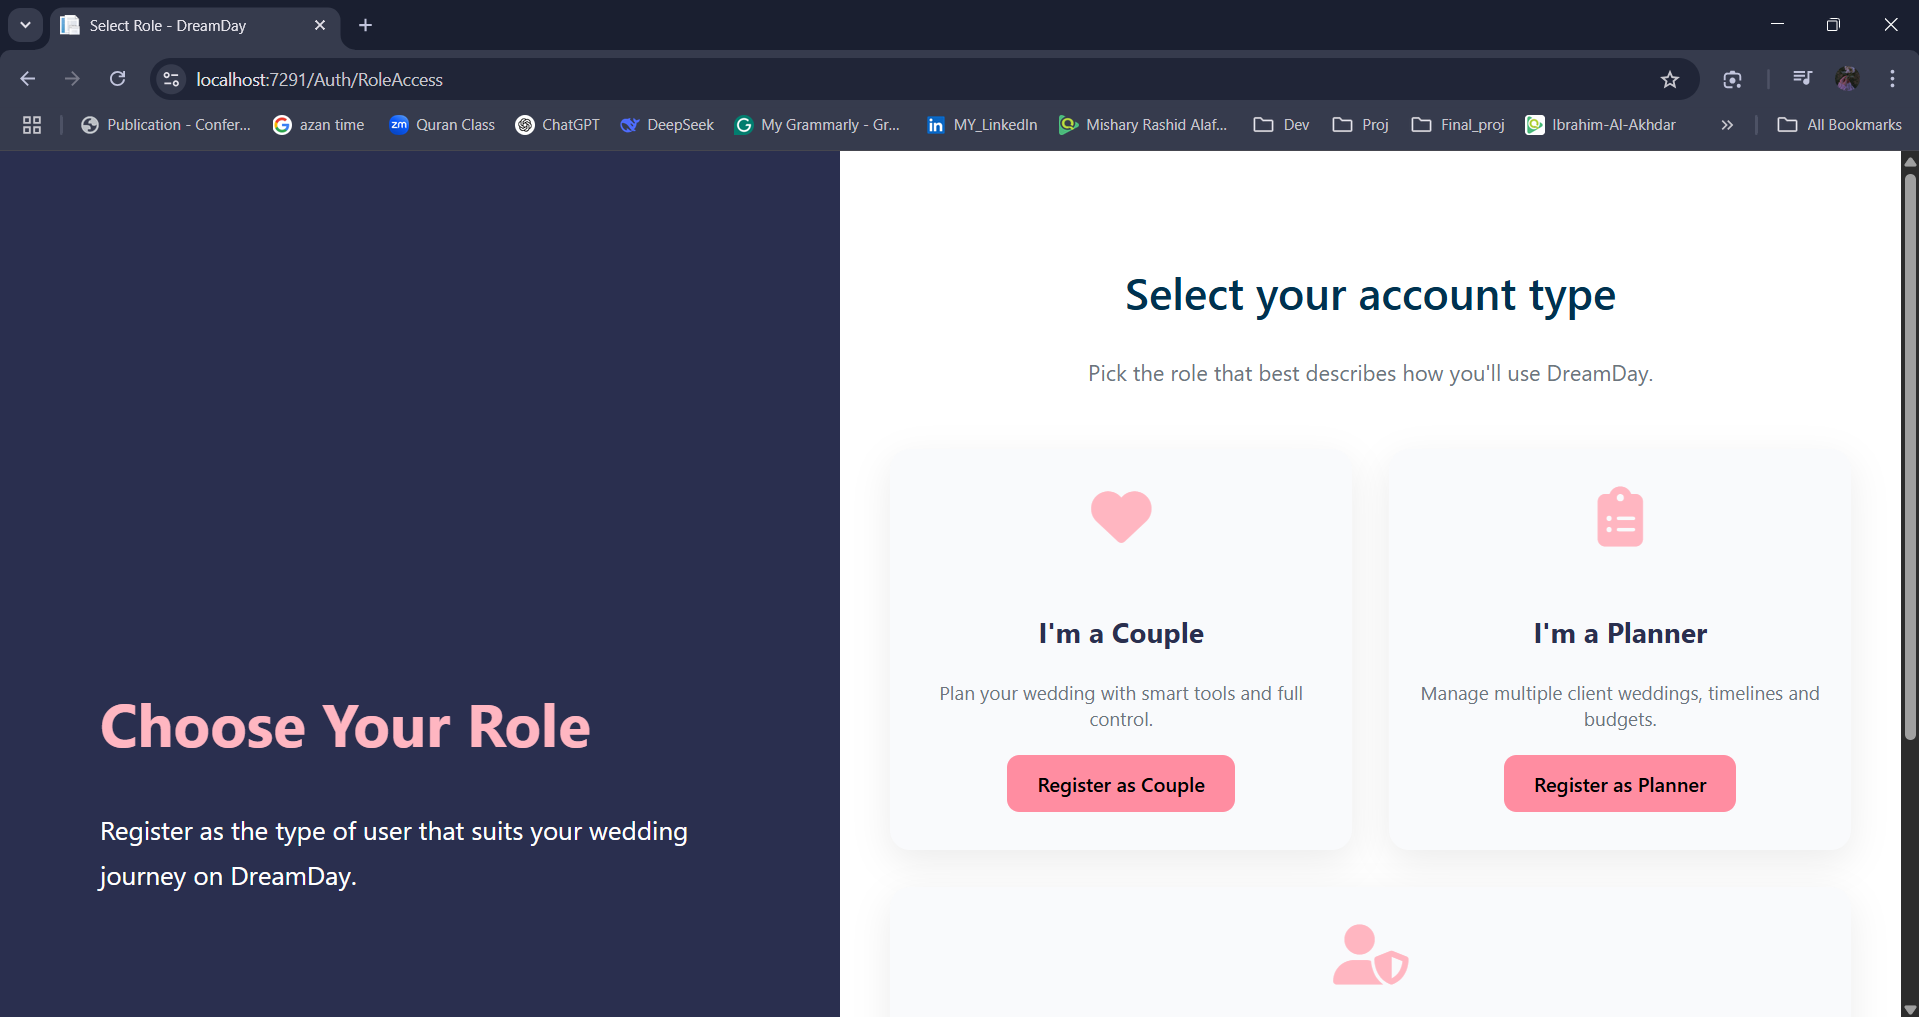 Select Role - DreamDay
localhost:7291/Auth/RoleAccess
Publication - Confer... azan time Quran Class ChatGPT DeepSeek My Grammarly - Gr... MY_LinkedIn Mishary Rashid Alaf... Dev Proj Final_proj Ibrahim-Al-Akhdar All Bookmarks
Choose Your Role
Register as the type of user that suits your wedding
journey on DreamDay.
Select your account type
Pick the role that best describes how you'll use DreamDay.
I'm a Couple
Plan your wedding with smart tools and full
control.
Register as Couple
I'm a Planner
Manage multiple client weddings, timelines and
budgets.
Register as Planner